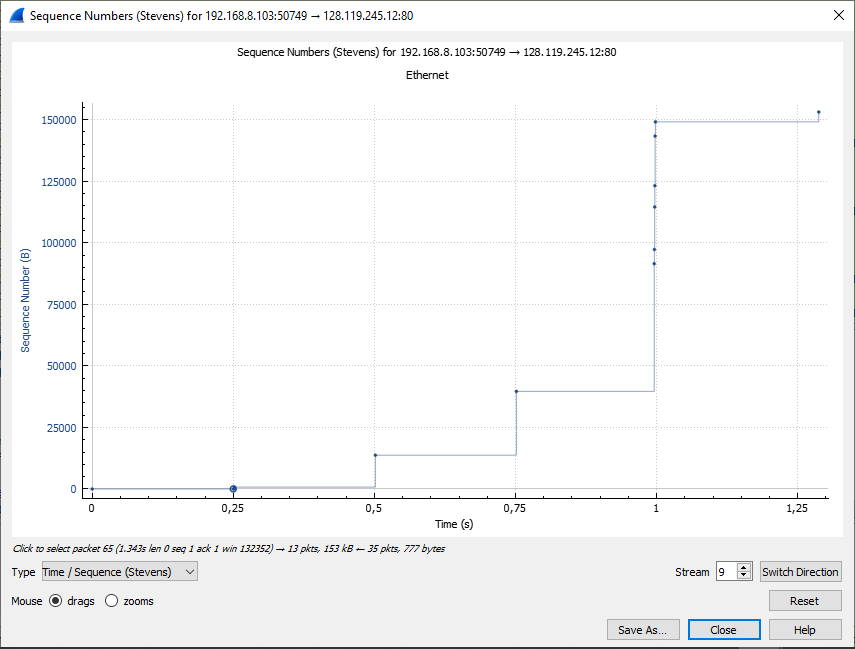 Sequence Numbers (Stevens) for 192.168.8.103:50749 → 128.119.245.12:80
Sequence Numbers (Stevens) for 192.168.8.103:50749 → 128.119.245.12:80
Ethernet
Sequence Number (B)
150000
125000
100000
75000
50000
25000
0
0 0,25 0,5 0,75 1 1,25
Time (s)
Click to select packet 65 (1.343s len 0 seq 1 ack 1 win 132352) → 13 pkts, 153 kB ← 35 pkts, 777 bytes
Type Time / Sequence (Stevens) Stream 9 Switch Direction
Mouse drags zooms Reset
Save As... Close Help